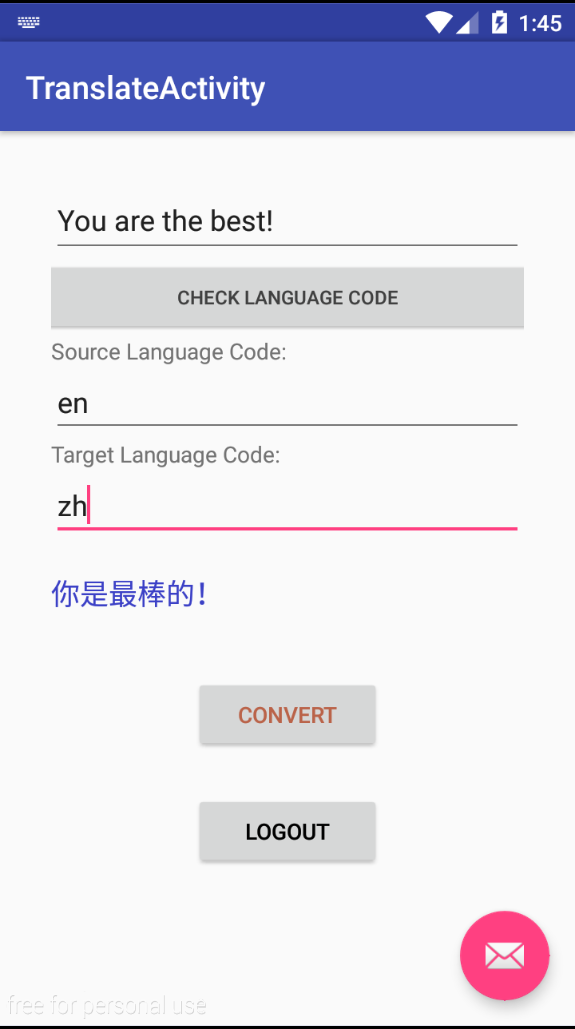 1:45
TranslateActivity
You are the best!
CHECK LANGUAGE CODE
Source Language Code:
en
Target Language Code:
zh
你是最棒的！
CONVERT
LOGOUT
free for personal use